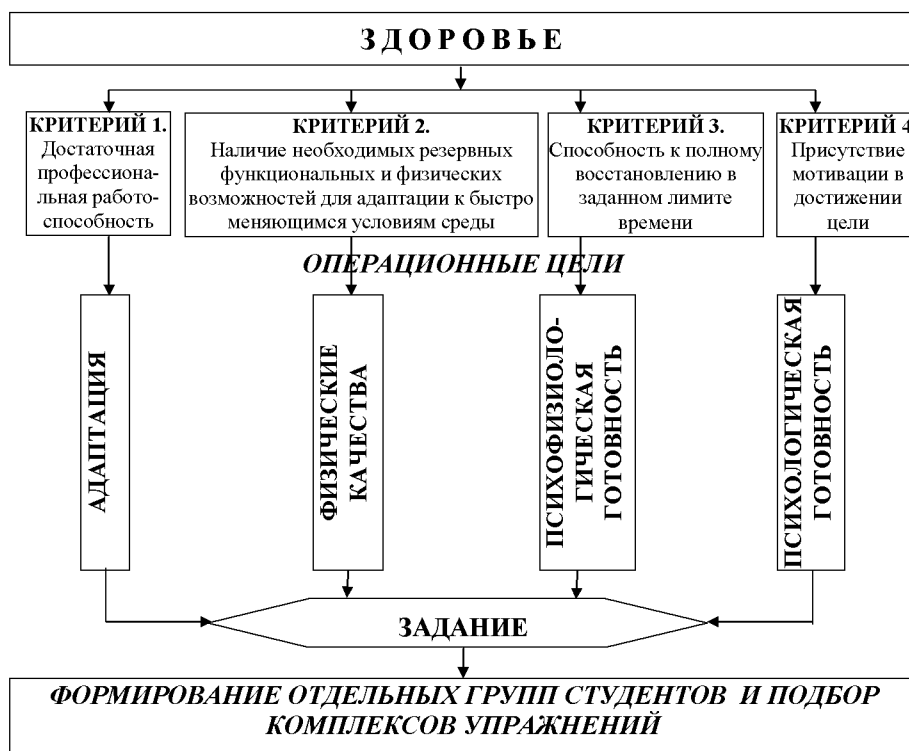 ЗДОРОВЬЕ
КРИТЕРИЙ 1.
Достаточная
профессиона-
льная работо-
способность
КРИТЕРИЙ 2.
Наличие необходимых резервных
функциональных и физических
возможностей для адаптации к быстро
меняющимся условиям среды
КРИТЕРИЙ 3.
Способность к полному
восстановлению в
заданном лимите
времени
КРИТЕРИЙ 4
Присутствие
мотивации в
достижении
цели
ОПЕРАЦИОННЫЕ ЦЕЛИ
АДАПТАЦИЯ
ФИЗИЧЕСКИЕ
КАЧЕСТВА
ПСИХОФИЗИОЛО-
ГИЧЕСКАЯ
ГОТОВНОСТЬ
ПСИХОЛОГИЧЕСКАЯ
ГОТОВНОСТЬ
ЗАДАНИЕ
ФОРМИРОВАНИЕ ОТДЕЛЬНЫХ ГРУПП СТУДЕНТОВ И ПОДБОР
КОМПЛЕКСОВ УПРАЖНЕНИЙ